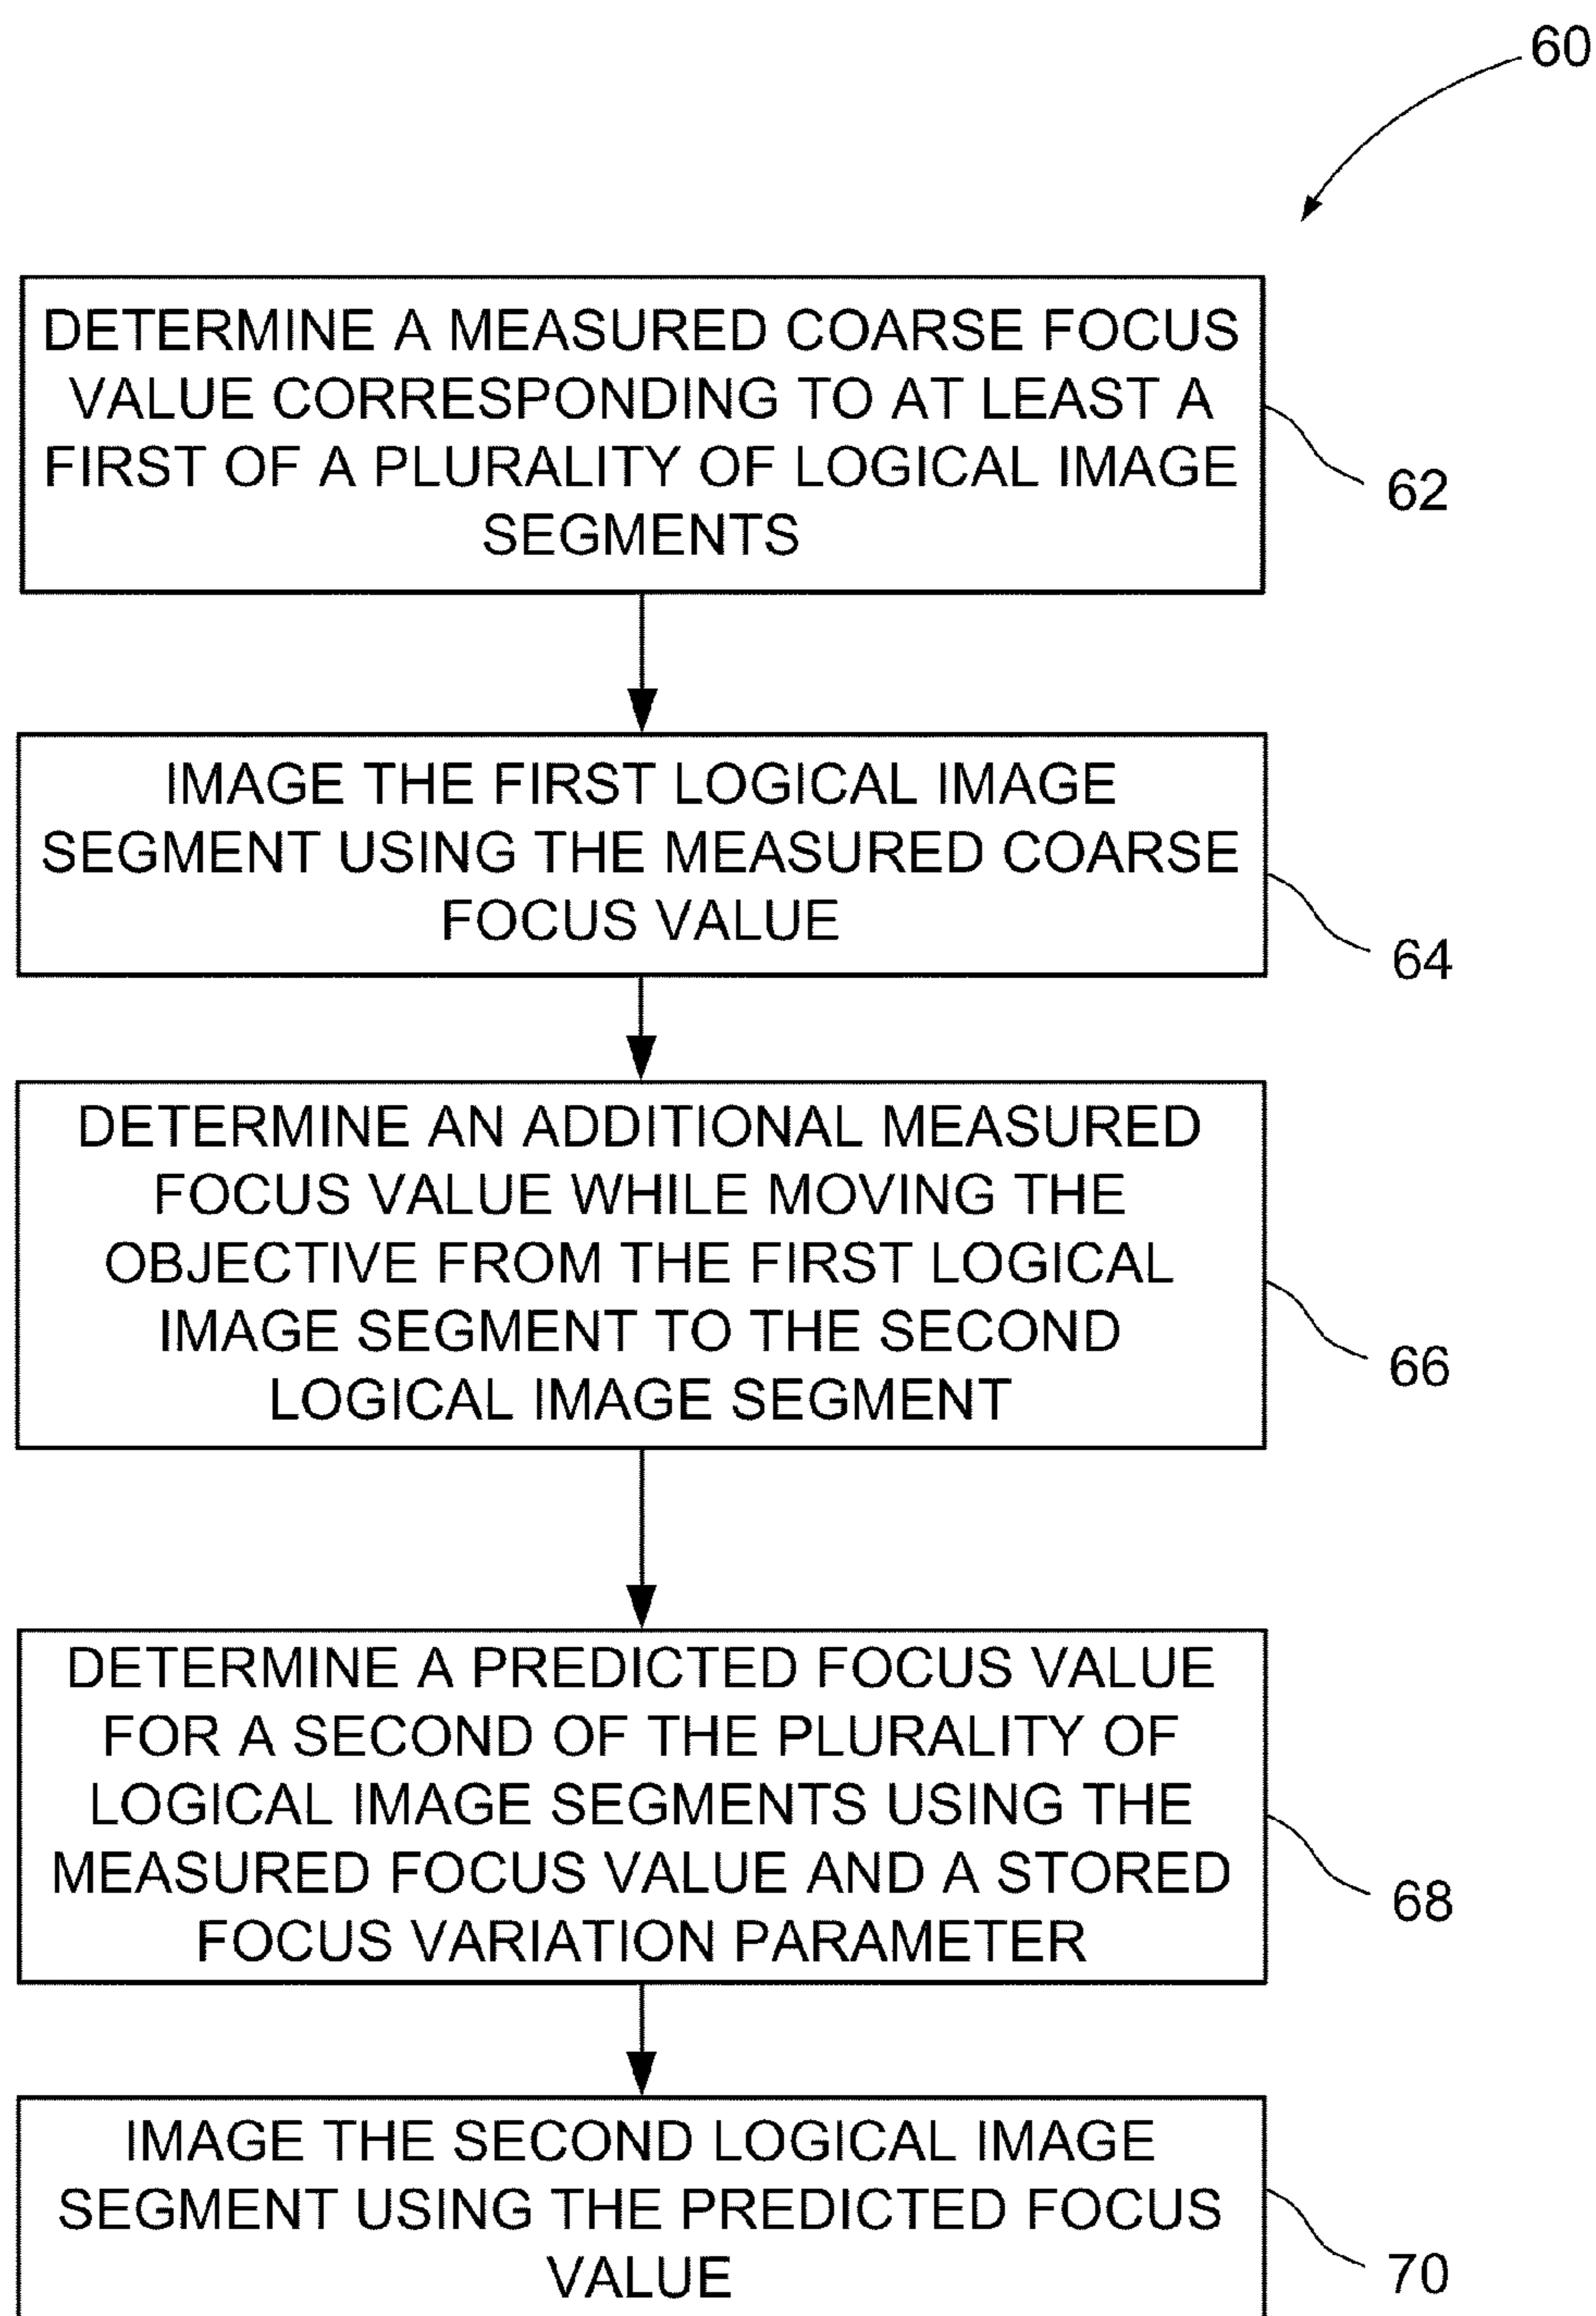 60
DETERMINE A MEASURED COARSE FOCUS
VALUE CORRESPONDING TO AT LEAST A
FIRST OF A PLURALITY OF LOGICAL IMAGE
SEGMENTS
62
IMAGE THE FIRST LOGICAL IMAGE
SEGMENT USING THE MEASURED COARSE
FOCUS VALUE
64
DETERMINE AN ADDITIONAL MEASURED
FOCUS VALUE WHILE MOVING THE
OBJECTIVE FROM THE FIRST LOGICAL
IMAGE SEGMENT TO THE SECOND
LOGICAL IMAGE SEGMENT
66
DETERMINE A PREDICTED FOCUS VALUE
FOR A SECOND OF THE PLURALITY OF
LOGICAL IMAGE SEGMENTS USING THE
MEASURED FOCUS VALUE AND A STORED
FOCUS VARIATION PARAMETER
68
IMAGE THE SECOND LOGICAL IMAGE
SEGMENT USING THE PREDICTED FOCUS
VALUE
70